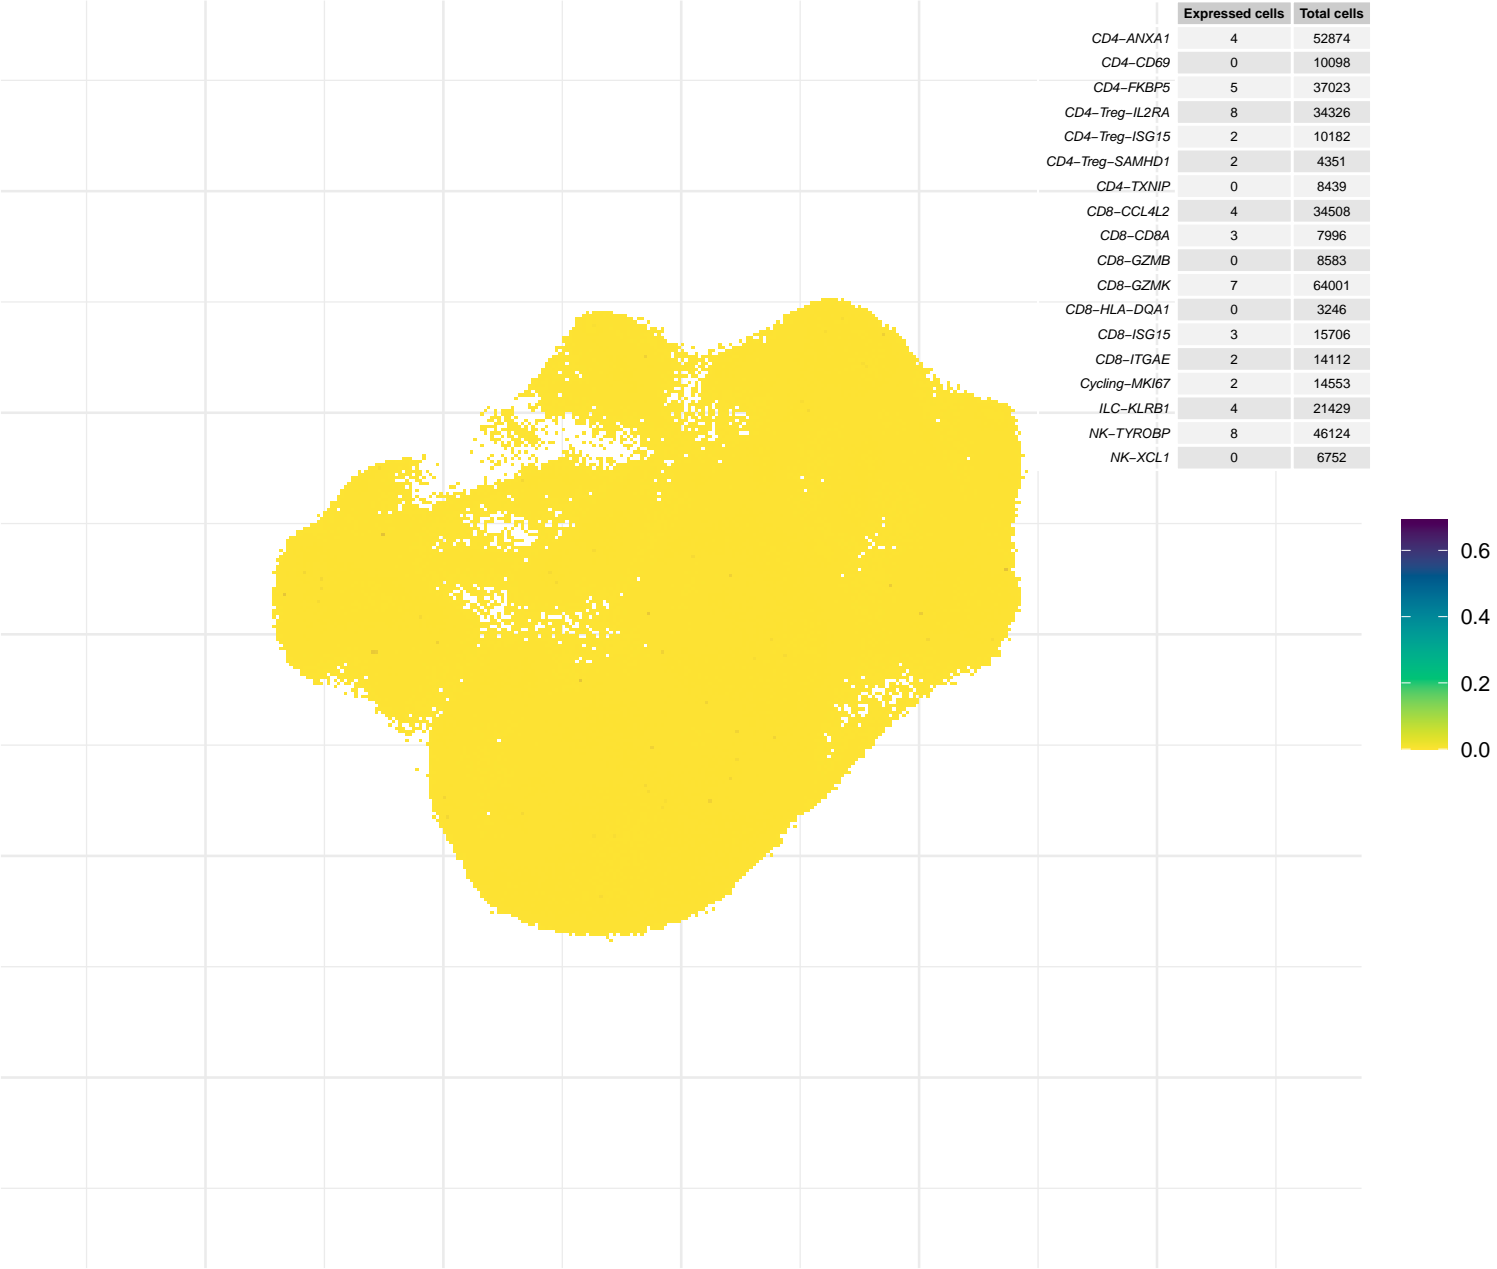 Expressed cells Total cells
CD4−ANXA1 4 52874
CD4−CD69 0 10098
CD4−FKBP5 5 37023
CD4−Treg−IL2RA 8 34326
CD4−Treg−ISG15 2 10182
CD4−Treg−SAMHD1 2 4351
CD4−TXNIP 0 8439
CD8−CCL4L2 4 34508
CD8−CD8A 3 7996
CD8−GZMB 0 8583
CD8−GZMK 7 64001
CD8−HLA−DQA1 0 3246
CD8−ISG15 3 15706
CD8−ITGAE 2 14112
Cycling−MKI67 2 14553
ILC−KLRB1 4 21429
NK−TYROBP 8 46124
NK−XCL1 0 6752
0.6
0.4
0.2
0.0